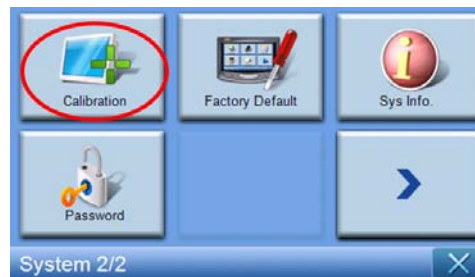 Calibration
Factory Default
Sys Info.
Password
System 2/2